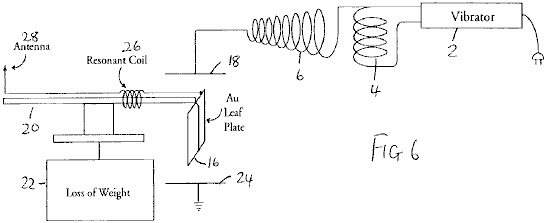 28
Antenna
26
Resonant Coil
18
6
4
Vibrator
2
1
20
Au
Leaf
Plate
16
22
Loss of Weight
24
FIG 6